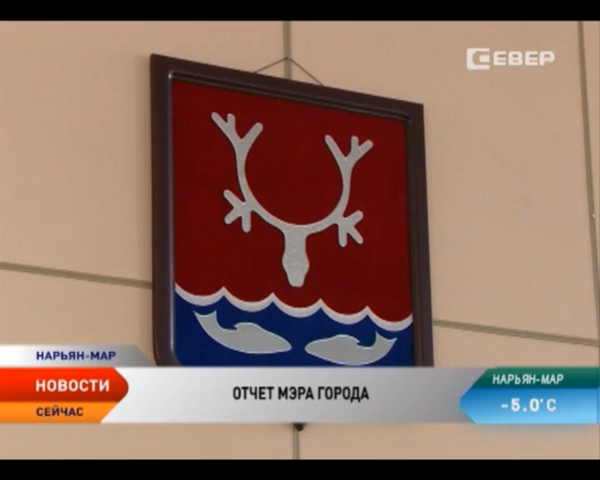 СЕВЕР
НАРЬЯН-МАР
НОВОСТИ
СЕЙЧАС
ОТЧЕТ МЭРА ГОРОДА
НАРЬЯН-МАР
-5.0°C